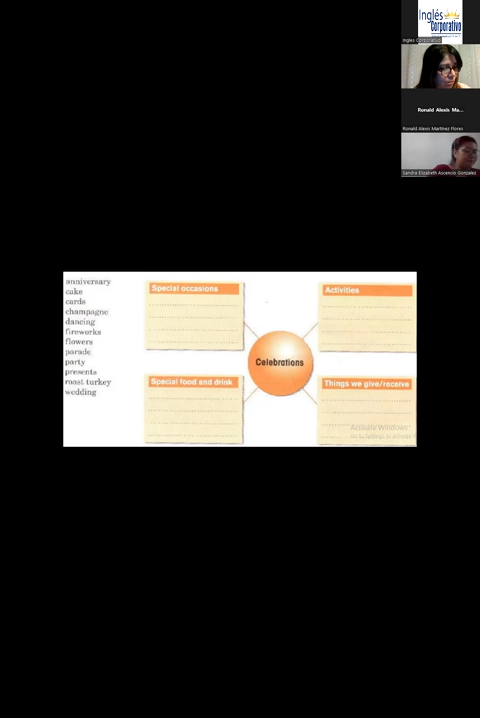 Inglés
Corporativo
Inglés Corporativo
Ronald Alexis Ma...
Ronald Alexis Martínez Flores
Sandra Elizabeth Ascencio Gonzalez
anniversary
cake
cards
champagne
dancing
fireworks
flowers
parade
party
presents
roast turkey
wedding
Special occasions
Activities
Celebrations
Special food and drink
Things we give/receive
Activate Windows